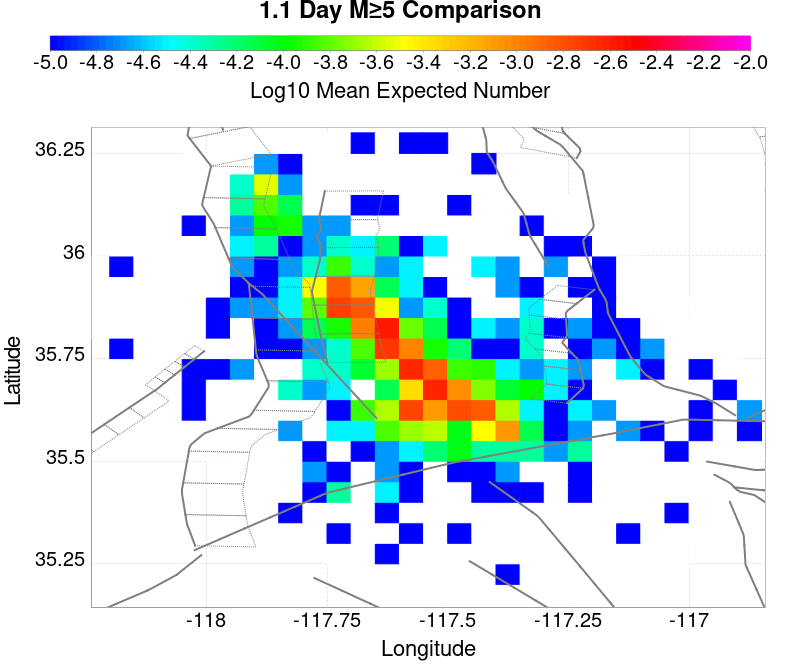 1.1 Day M≥5 Comparison
-5.0 -4.8 -4.6 -4.4 -4.2 -4.0 -3.8 -3.6 -3.4 -3.2 -3.0 -2.8 -2.6 -2.4 -2.2 -2.0
Log10 Mean Expected Number
36.25
36
35.75
35.5
35.25
Latitude
-118 -117.75 -117.5 -117.25 -117
Longitude